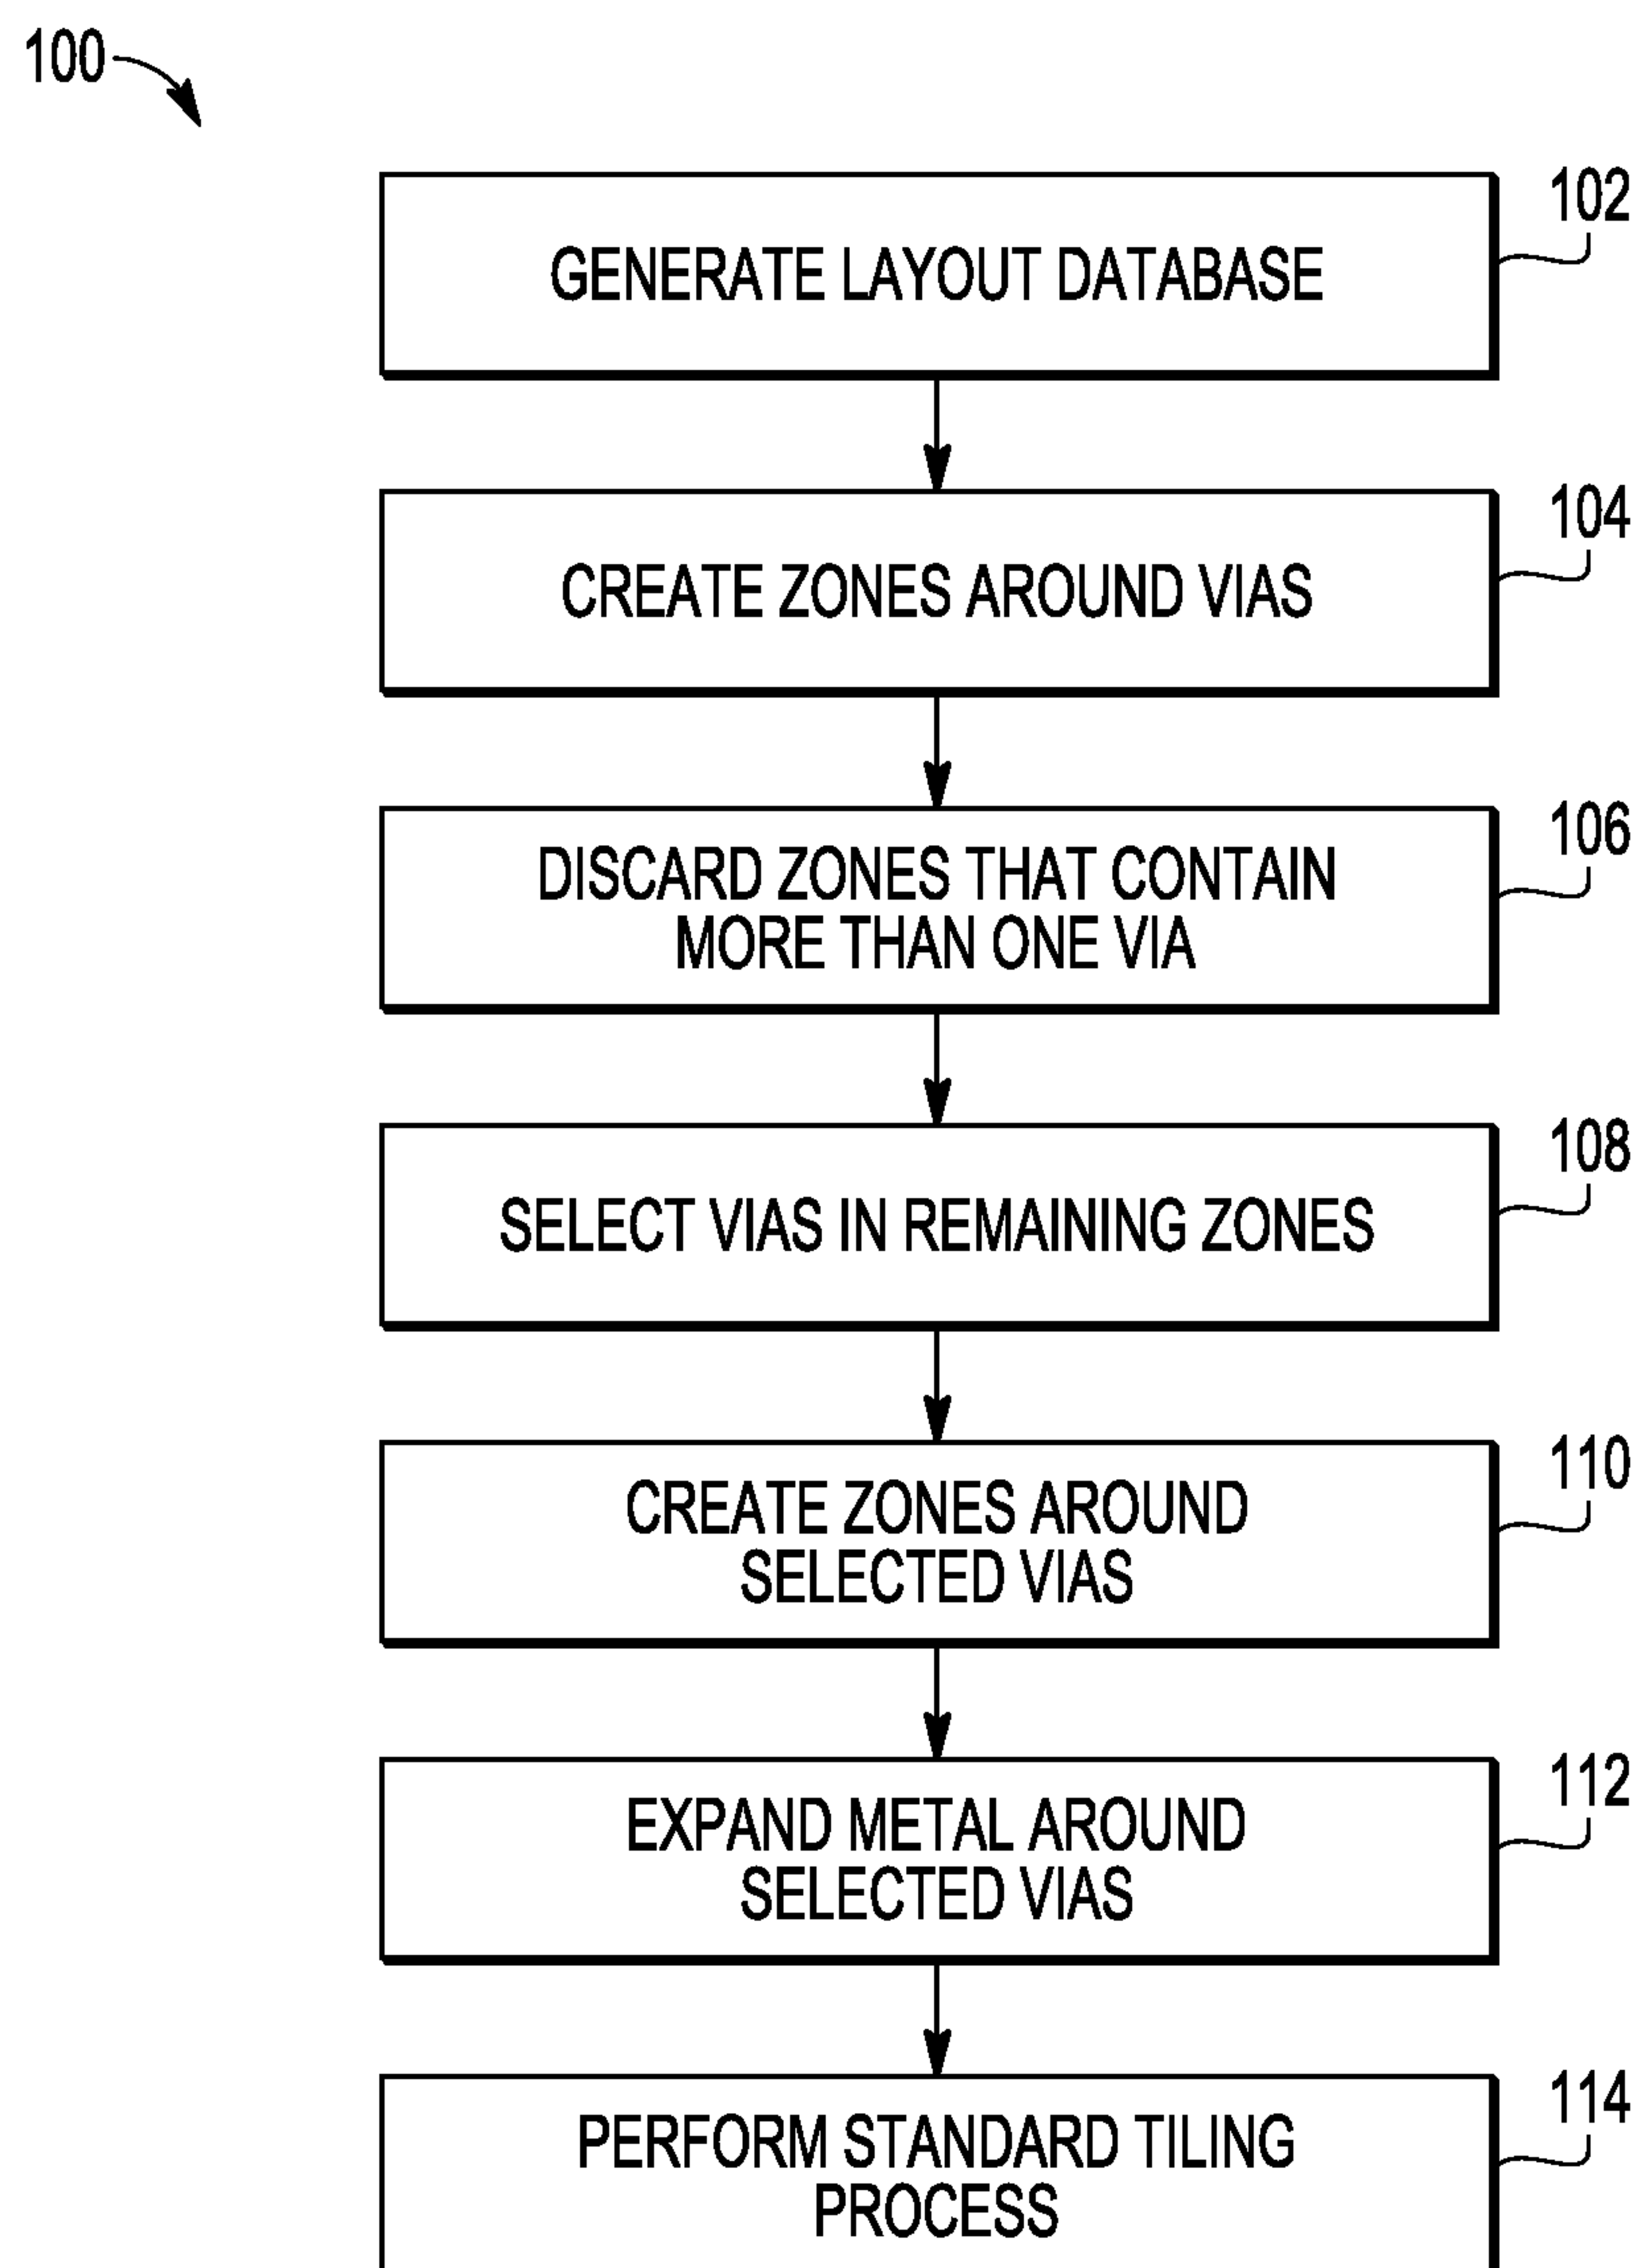 100
102
GENERATE LAYOUT DATABASE
104
CREATE ZONES AROUND VIAS
106
DISCARD ZONES THAT CONTAIN
MORE THAN ONE VIA
108
SELECT VIAS IN REMAINING ZONES
110
CREATE ZONES AROUND
SELECTED VIAS
112
EXPAND METAL AROUND
SELECTED VIAS
114
PERFORM STANDARD TILING
PROCESS